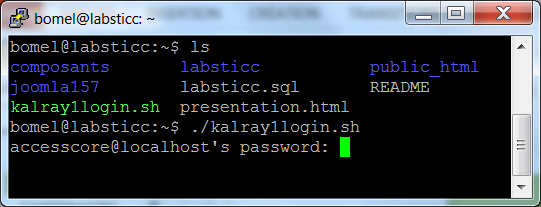 bomel@labsticc: ~
bomel@labsticc:~$ ls
composants labsticc public_html
joomla157 labsticc.sql README
kalray1login.sh presentation.html
bomel@labsticc:~$ ./kalray1login.sh
accesscore@localhost's password: